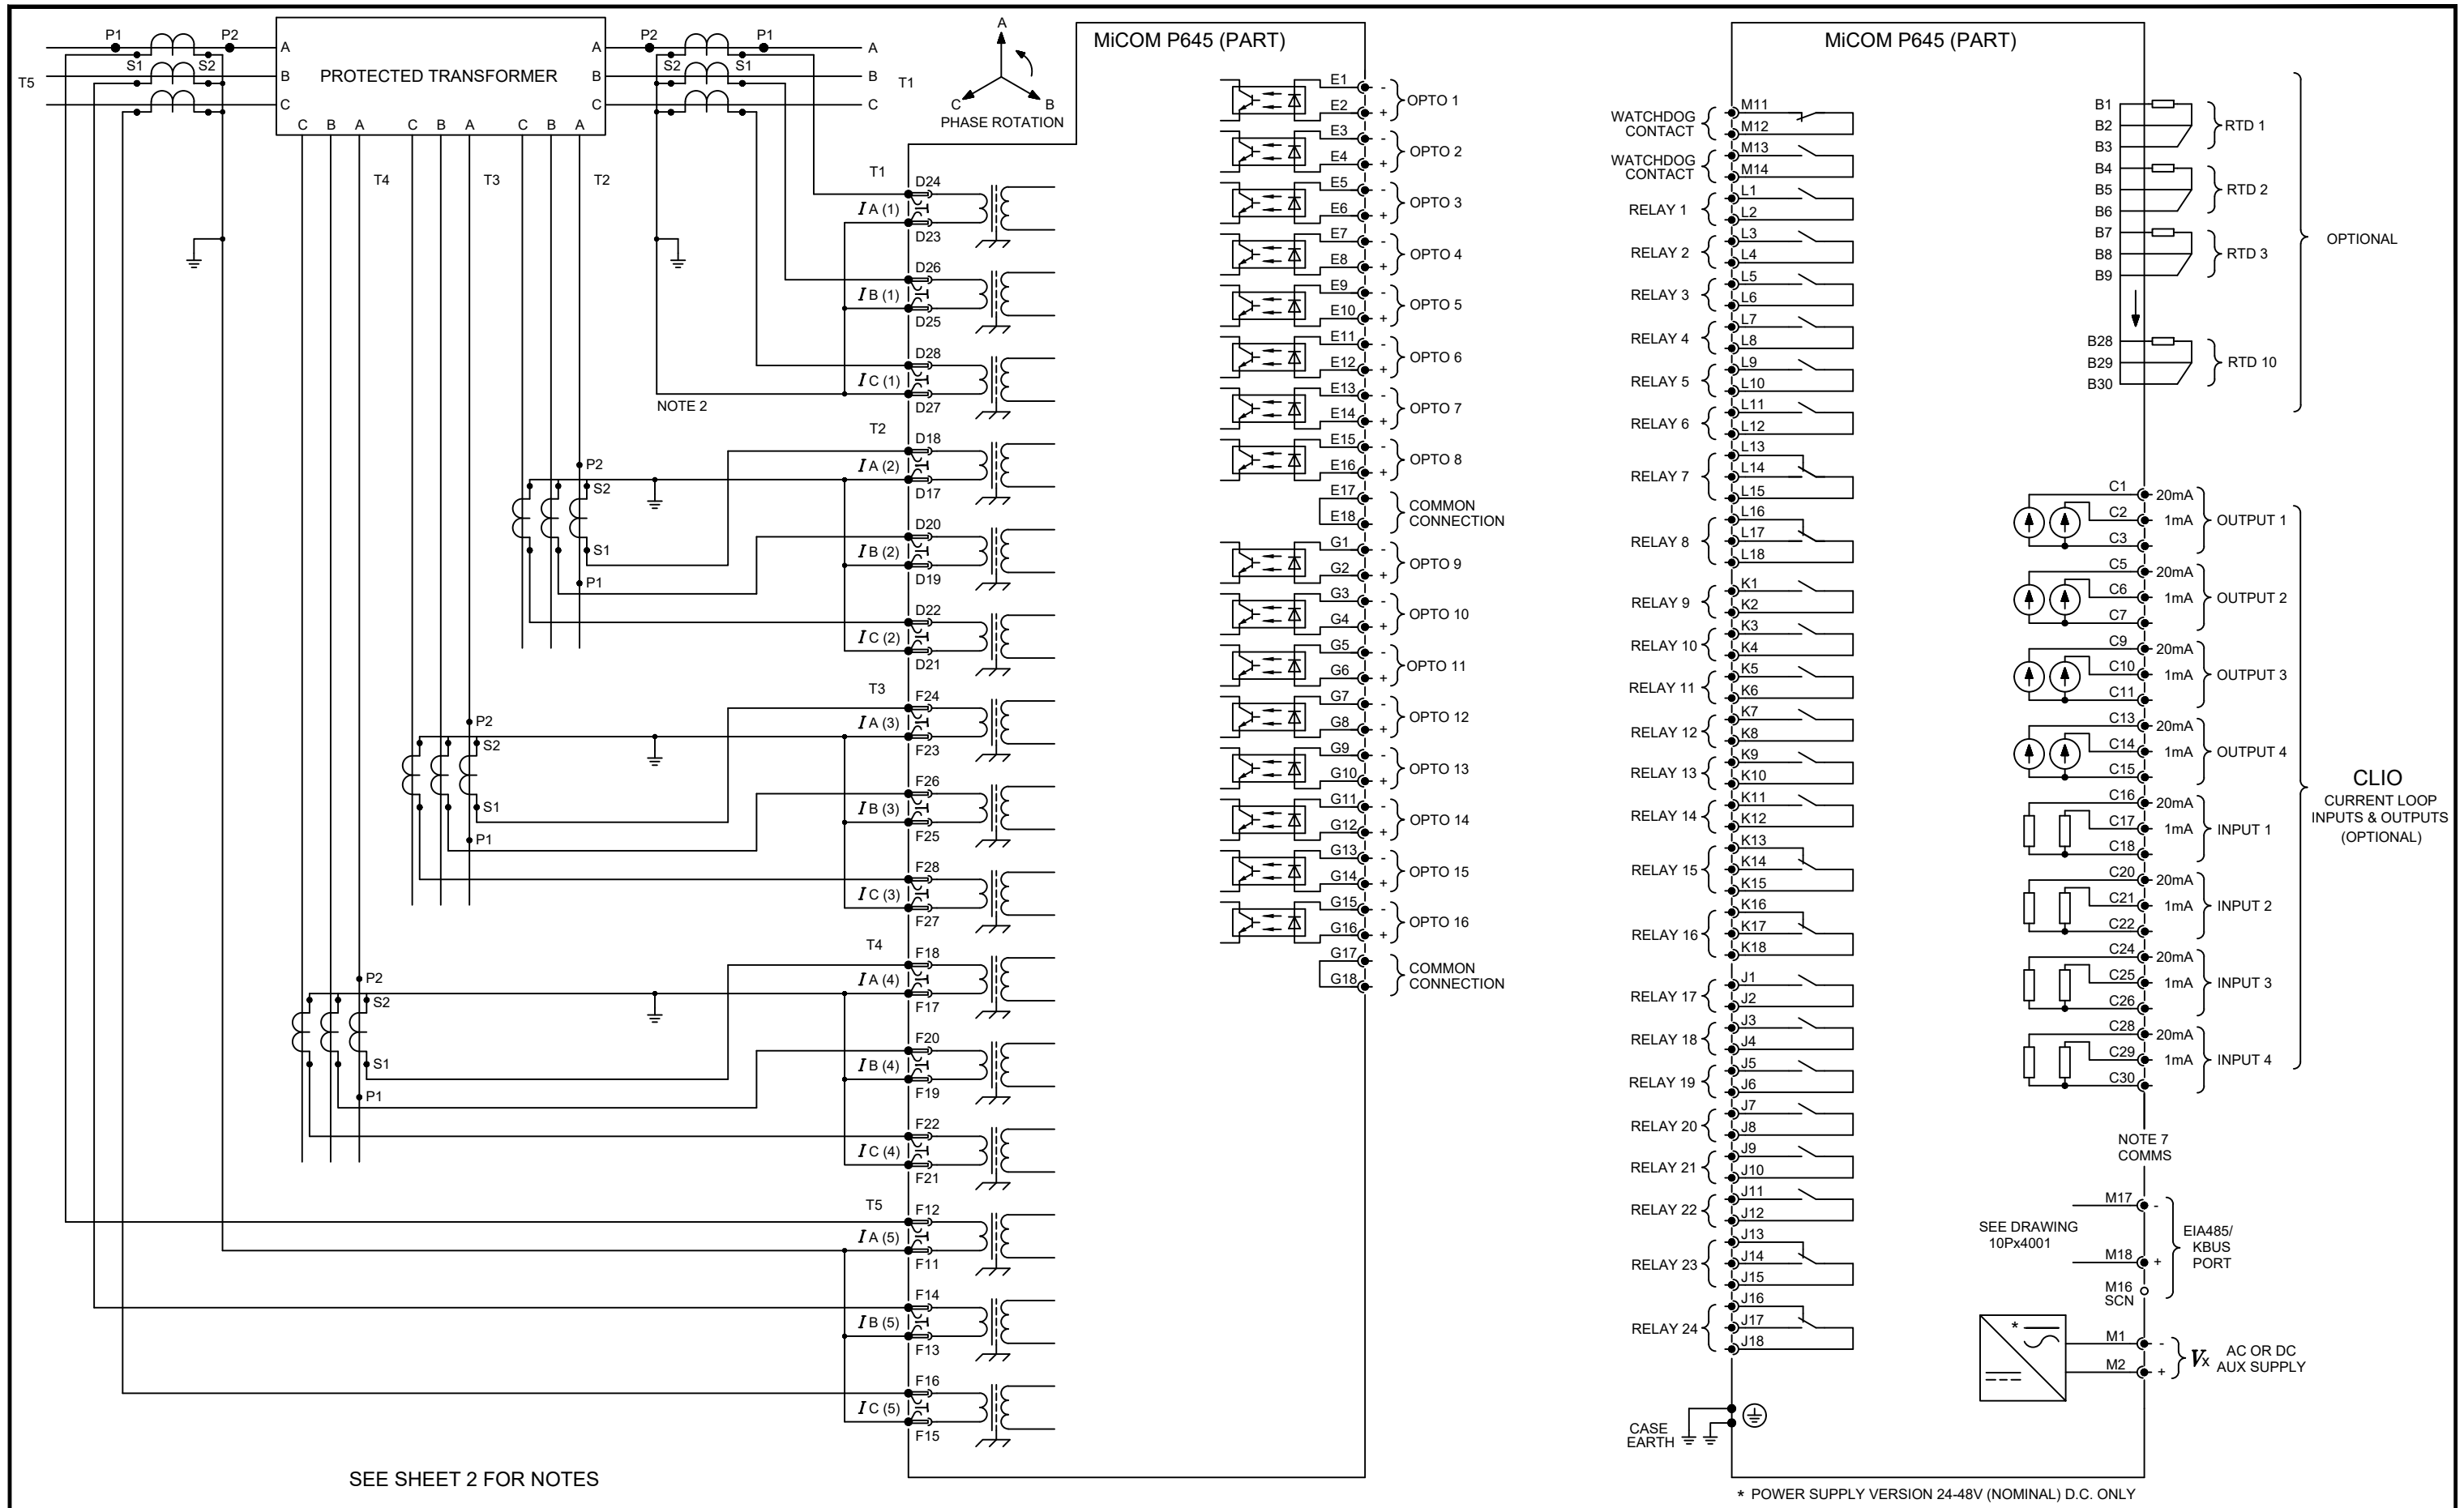 P1
P2
S1
S2
T5
A
B
C
PROTECTED TRANSFORMER
A
B
C
C B A
C B A
C B A
T4
T3
T2
P2
P1
S2
S1
A
B
C
T1
A
C
B
PHASE ROTATION
NOTE 2
T1
D24
I A (1)
D23
D26
I B (1)
D25
D28
I C (1)
D27
T2
P2
S2
S1
P1
D18
I A (2)
D17
D20
I B (2)
D19
D22
I C (2)
D21
T3
P2
S2
S1
P1
F24
I A (3)
F23
F26
I B (3)
F25
F28
I C (3)
F27
T4
P2
S2
S1
P1
F18
I A (4)
F17
F20
I B (4)
F19
F22
I C (4)
F21
T5
F12
I A (5)
F11
F14
I B (5)
F13
F16
I C (5)
F15
SEE SHEET 2 FOR NOTES
MiCOM P645 (PART)
E1 -
E2 +
OPTO 1
E3 -
E4 +
OPTO 2
E5 -
E6 +
OPTO 3
E7 -
E8 +
OPTO 4
E9 -
E10 +
OPTO 5
E11 -
E12 +
OPTO 6
E13 -
E14 +
OPTO 7
E15 -
E16 +
OPTO 8
E17
E18
COMMON
CONNECTION
G1 -
G2 +
OPTO 9
G3 -
G4 +
OPTO 10
G5 -
G6 +
OPTO 11
G7 -
G8 +
OPTO 12
G9 -
G10 +
OPTO 13
G11 -
G12 +
OPTO 14
G13 -
G14 +
OPTO 15
G15 -
G16 +
OPTO 16
G17
G18
COMMON
CONNECTION
MiCOM P645 (PART)
WATCHDOG
CONTACT
M11
M12
WATCHDOG
CONTACT
M13
M14
RELAY 1
L1
L2
RELAY 2
L3
L4
RELAY 3
L5
L6
RELAY 4
L7
L8
RELAY 5
L9
L10
RELAY 6
L11
L12
RELAY 7
L13
L14
L15
RELAY 8
L16
L17
L18
RELAY 9
K1
K2
RELAY 10
K3
K4
RELAY 11
K5
K6
RELAY 12
K7
K8
RELAY 13
K9
K10
RELAY 14
K11
K12
RELAY 15
K13
K14
K15
RELAY 16
K16
K17
K18
RELAY 17
J1
J2
RELAY 18
J3
J4
RELAY 19
J5
J6
RELAY 20
J7
J8
RELAY 21
J9
J10
RELAY 22
J11
J12
RELAY 23
J13
J14
J15
RELAY 24
J16
J17
J18
CASE
EARTH
B1
B2
B3
RTD 1
B4
B5
B6
RTD 2
B7
B8
B9
RTD 3
B28
B29
B30
RTD 10
OPTIONAL
C1 20mA
C2 1mA
C3
OUTPUT 1
C5 20mA
C6 1mA
C7
OUTPUT 2
C9 20mA
C10 1mA
C11
OUTPUT 3
C13 20mA
C14 1mA
C15
OUTPUT 4
C16 20mA
C17 1mA
C18
INPUT 1
C20 20mA
C21 1mA
C22
INPUT 2
C24 20mA
C25 1mA
C26
INPUT 3
C28 20mA
C29 1mA
C30
INPUT 4
CLIO
CURRENT LOOP
INPUTS & OUTPUTS
(OPTIONAL)
NOTE 7
COMMS
SEE DRAWING
10Px4001
M17 -
M18 +
M16
SCN
EIA485/
KBUS
PORT
*
M1 -
M2 +
Vx
AC OR DC
AUX SUPPLY
* POWER SUPPLY VERSION 24-48V (NOMINAL) D.C. ONLY